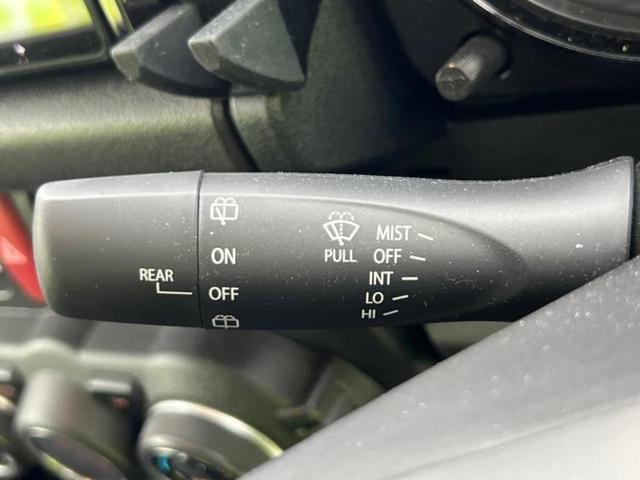 ON
REAR
OFF
PULL
MIST
OFF
INT
LO
HI